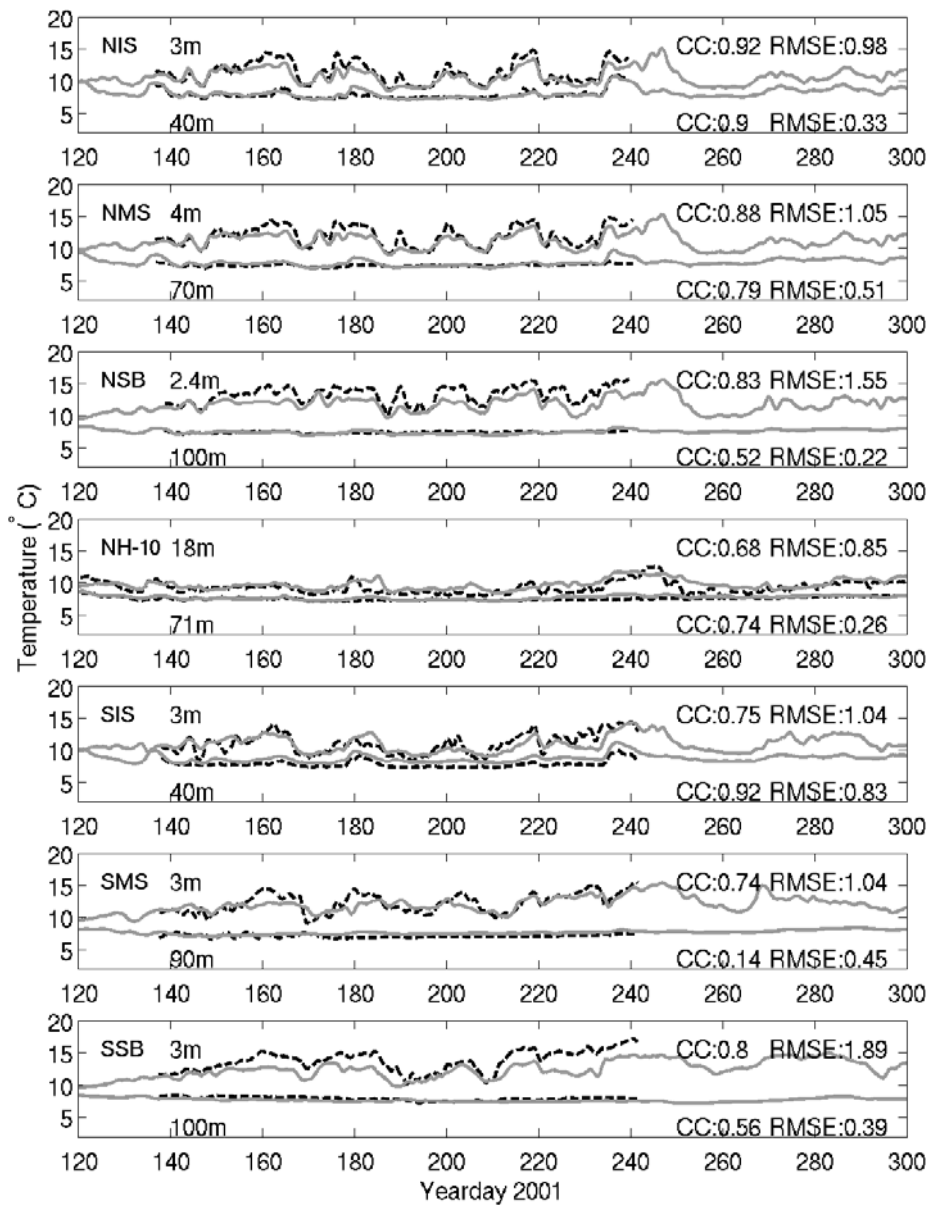 20
15
10
5
NIS 3m CC:0.92 RMSE:0.98
40m CC:0.9 RMSE:0.33
120 140 160 180 200 220 240 260 280 300
20
15
10
5
NMS 4m CC:0.88 RMSE:1.05
70m CC:0.79 RMSE:0.51
120 140 160 180 200 220 240 260 280 300
20
15
10
5
NSB 2.4m CC:0.83 RMSE:1.55
100m CC:0.52 RMSE:0.22
120 140 160 180 200 220 240 260 280 300
Temperature (° C)
20
15
10
5
NH-10 18m CC:0.68 RMSE:0.85
71m CC:0.74 RMSE:0.26
120 140 160 180 200 220 240 260 280 300
20
15
10
5
SIS 3m CC:0.75 RMSE:1.04
40m CC:0.92 RMSE:0.83
120 140 160 180 200 220 240 260 280 300
20
15
10
5
SMS 3m CC:0.74 RMSE:1.04
90m CC:0.14 RMSE:0.45
120 140 160 180 200 220 240 260 280 300
20
15
10
5
SSB 3m CC:0.8 RMSE:1.89
100m CC:0.56 RMSE:0.39
120 140 160 180 200 220 240 260 280 300
Yearday 2001